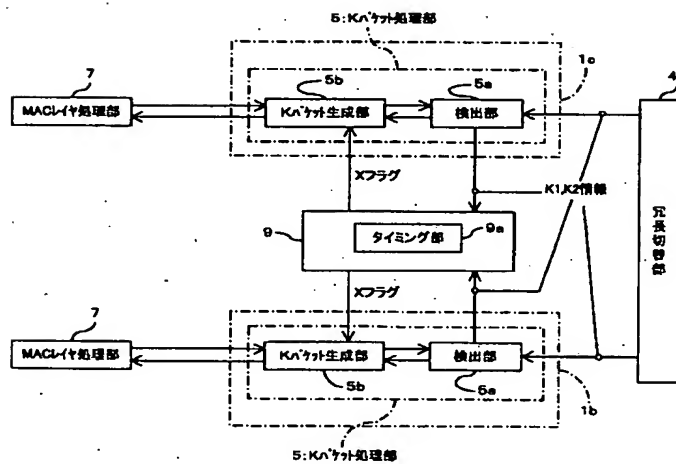 5:Kパケット処理部
7
5b
5a
1c
4
MACレイヤ処理部
Kパケット生成部
検出部
Xフラグ
K1,K2情報
9
タイミング部
9a
冗長切替部
Xフラグ
7
MACレイヤ処理部
Kパケット生成部
検出部
5b
5a
1b
5:Kパケット処理部